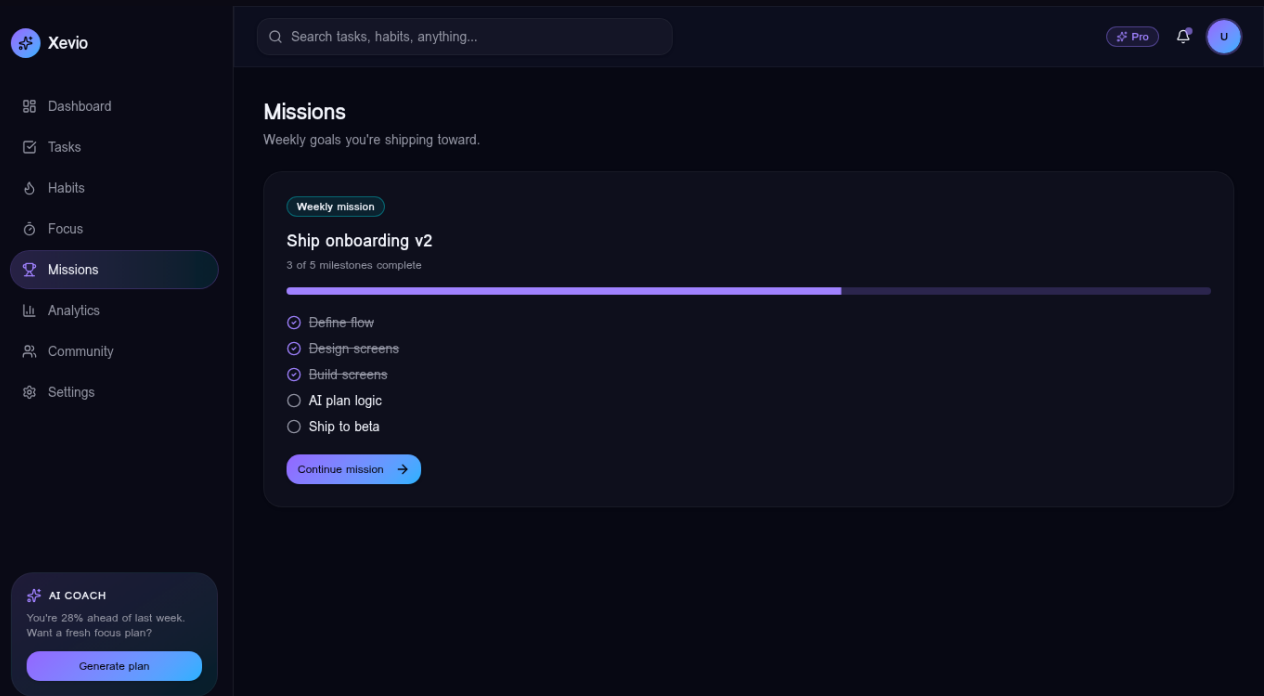 Xevio
Search tasks, habits, anything...
Pro
U
Dashboard
Tasks
Habits
Focus
Missions
Analytics
Community
Settings
AI COACH
You're 28% ahead of last week.
Want a fresh focus plan?
Generate plan
Missions
Weekly goals you're shipping toward.
Weekly mission
Ship onboarding v2
3 of 5 milestones complete
Define flow
Design screens
Build screens
AI plan logic
Ship to beta
Continue mission